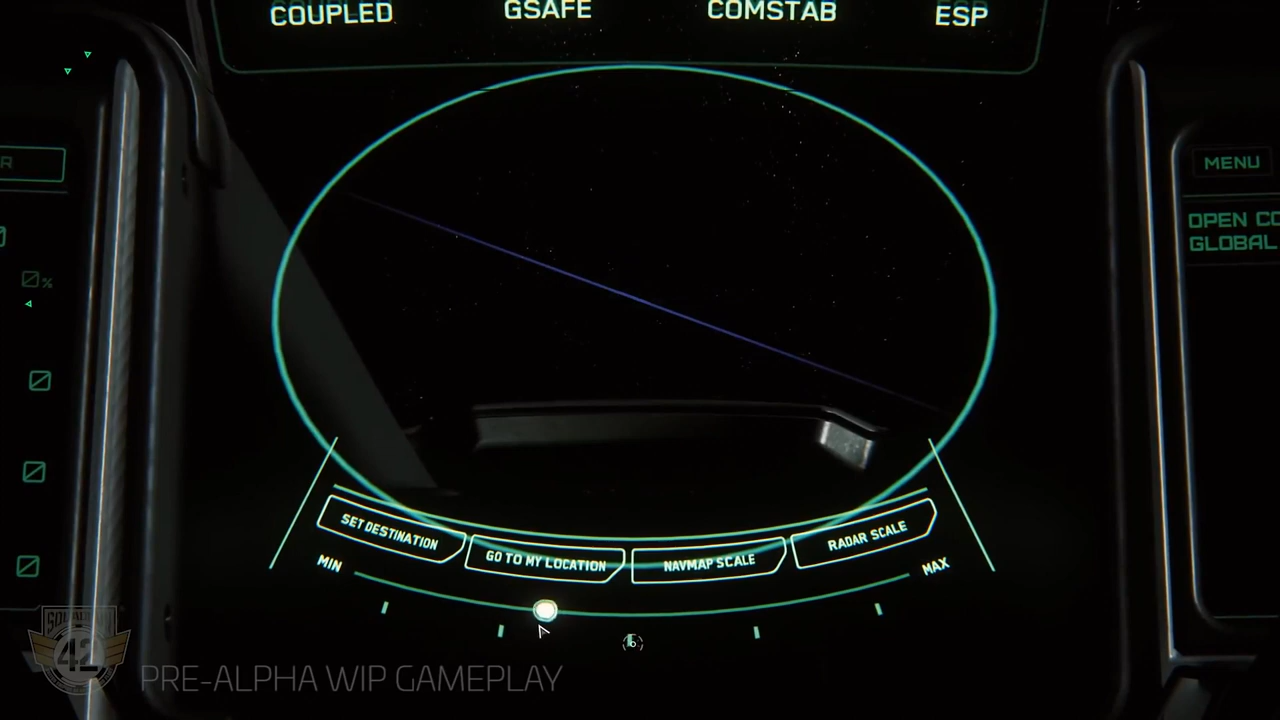 COUPLED GSAFE COMSTAB ESP
R
MENU
OPEN CO
GLOBAL
%
SET DESTINATION GO TO MY LOCATION NAVMAP SCALE RADAR SCALE
MIN MAX
SQUADRON
42
PRE-ALPHA WIP GAMEPLAY